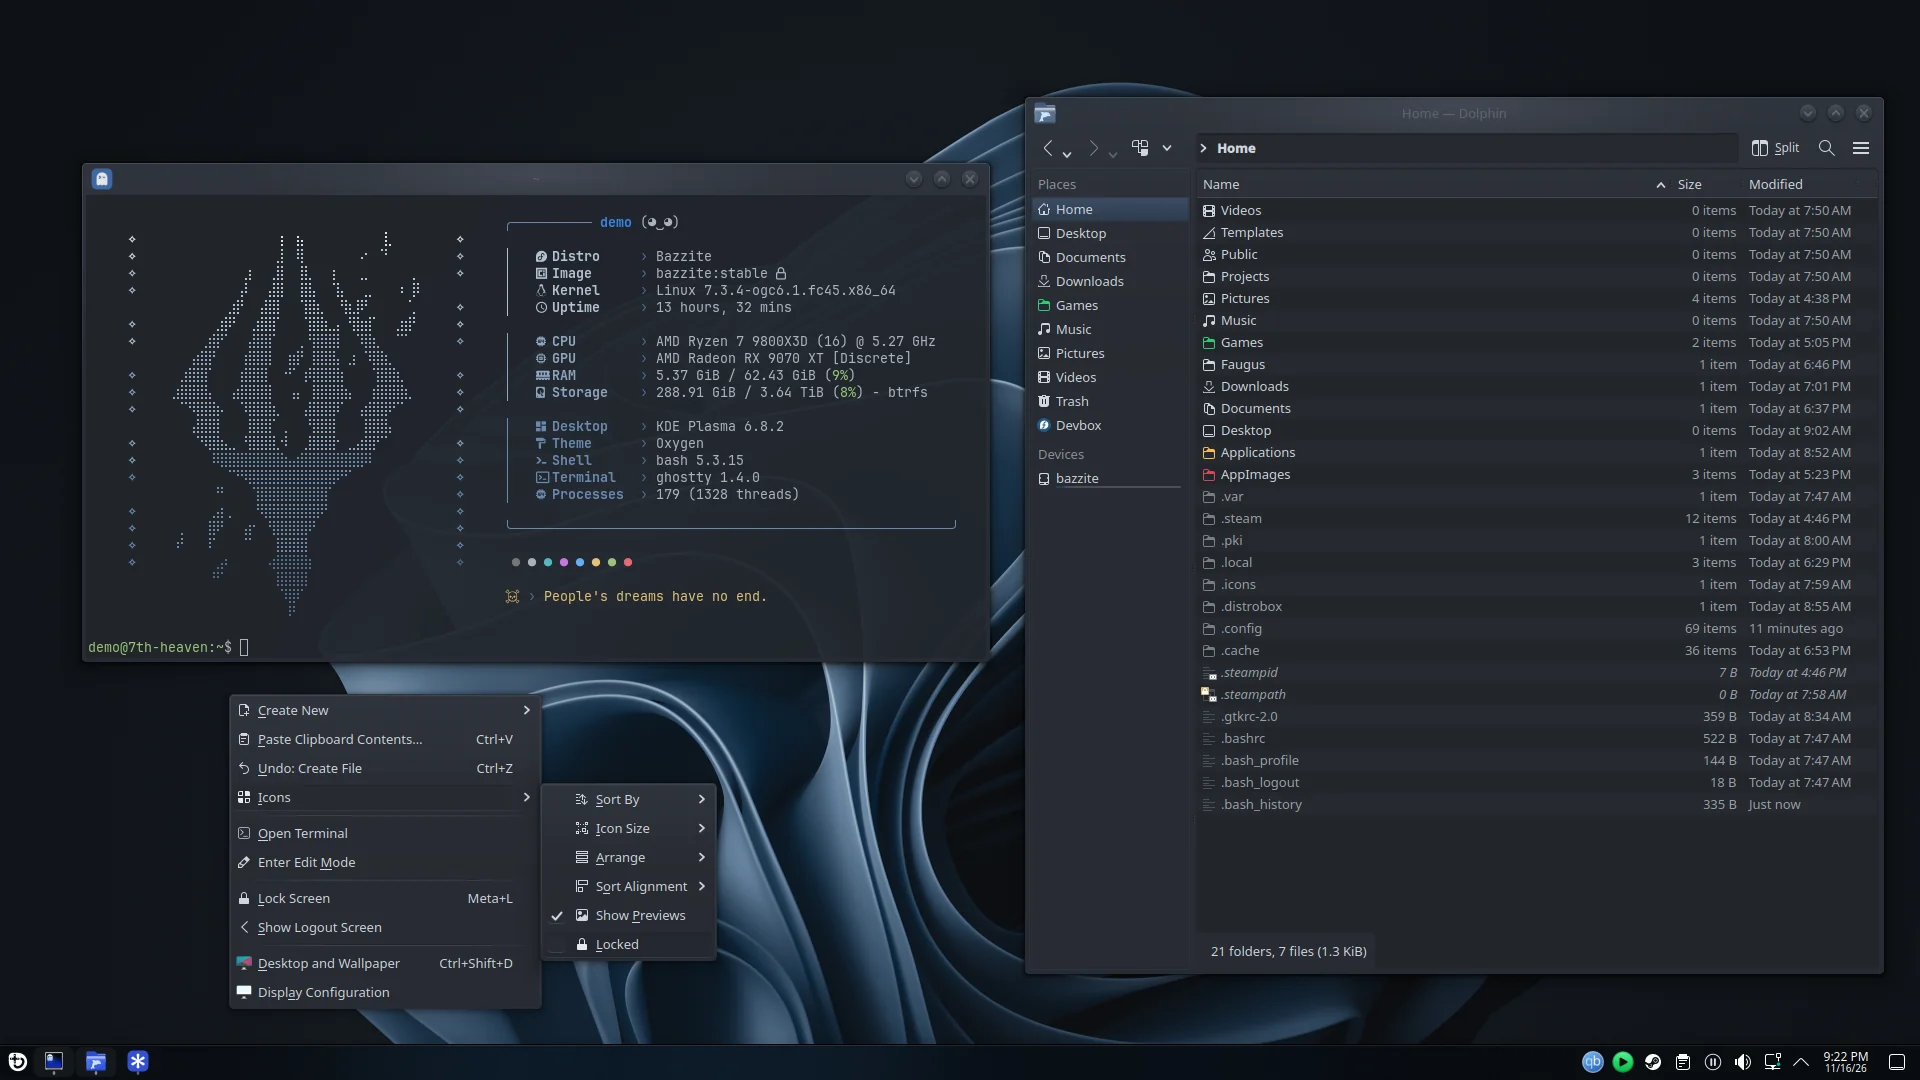 demo (◕‿◕)
Distro › Bazzite
Image › bazzite:stable
Kernel › Linux 7.3.4-ogc6.1.fc45.x86_64
Uptime › 13 hours, 32 mins
CPU › AMD Ryzen 7 9800X3D (16) @ 5.27 GHz
GPU › AMD Radeon RX 9070 XT [Discrete]
RAM › 5.37 GiB / 62.43 GiB (9%)
Storage › 288.91 GiB / 3.64 TiB (8%) - btrfs
Desktop › KDE Plasma 6.8.2
Theme › Oxygen
Shell › bash 5.3.15
Terminal › ghostty 1.4.0
Processes › 179 (1328 threads)
› People's dreams have no end.
demo@7th-heaven:~$
Create New
Paste Clipboard Contents... Ctrl+V
Undo: Create File Ctrl+Z
Icons
Open Terminal
Enter Edit Mode
Lock Screen Meta+L
Show Logout Screen
Desktop and Wallpaper Ctrl+Shift+D
Display Configuration
Sort By
Icon Size
Arrange
Sort Alignment
Show Previews
Locked
Home — Dolphin
Home
Split
Places
Home
Desktop
Documents
Downloads
Games
Music
Pictures
Videos
Trash
Devbox
Devices
bazzite
Name Size Modified
Videos 0 items Today at 7:50 AM
Templates 0 items Today at 7:50 AM
Public 0 items Today at 7:50 AM
Projects 0 items Today at 7:50 AM
Pictures 4 items Today at 4:38 PM
Music 0 items Today at 7:50 AM
Games 2 items Today at 5:05 PM
Faugus 1 item Today at 6:46 PM
Downloads 1 item Today at 7:01 PM
Documents 1 item Today at 6:37 PM
Desktop 0 items Today at 9:02 AM
Applications 1 item Today at 8:52 AM
AppImages 3 items Today at 5:23 PM
.var 1 item Today at 7:47 AM
.steam 12 items Today at 4:46 PM
.pki 1 item Today at 8:00 AM
.local 3 items Today at 6:29 PM
.icons 1 item Today at 7:59 AM
.distrobox 1 item Today at 8:55 AM
.config 69 items 11 minutes ago
.cache 36 items Today at 6:53 PM
.steampid 7 B Today at 4:46 PM
.steampath 0 B Today at 7:58 AM
.gtkrc-2.0 359 B Today at 8:34 AM
.bashrc 522 B Today at 7:47 AM
.bash_profile 144 B Today at 7:47 AM
.bash_logout 18 B Today at 7:47 AM
.bash_history 335 B Just now
21 folders, 7 files (1.3 KiB)
qb
9:22 PM
11/16/26